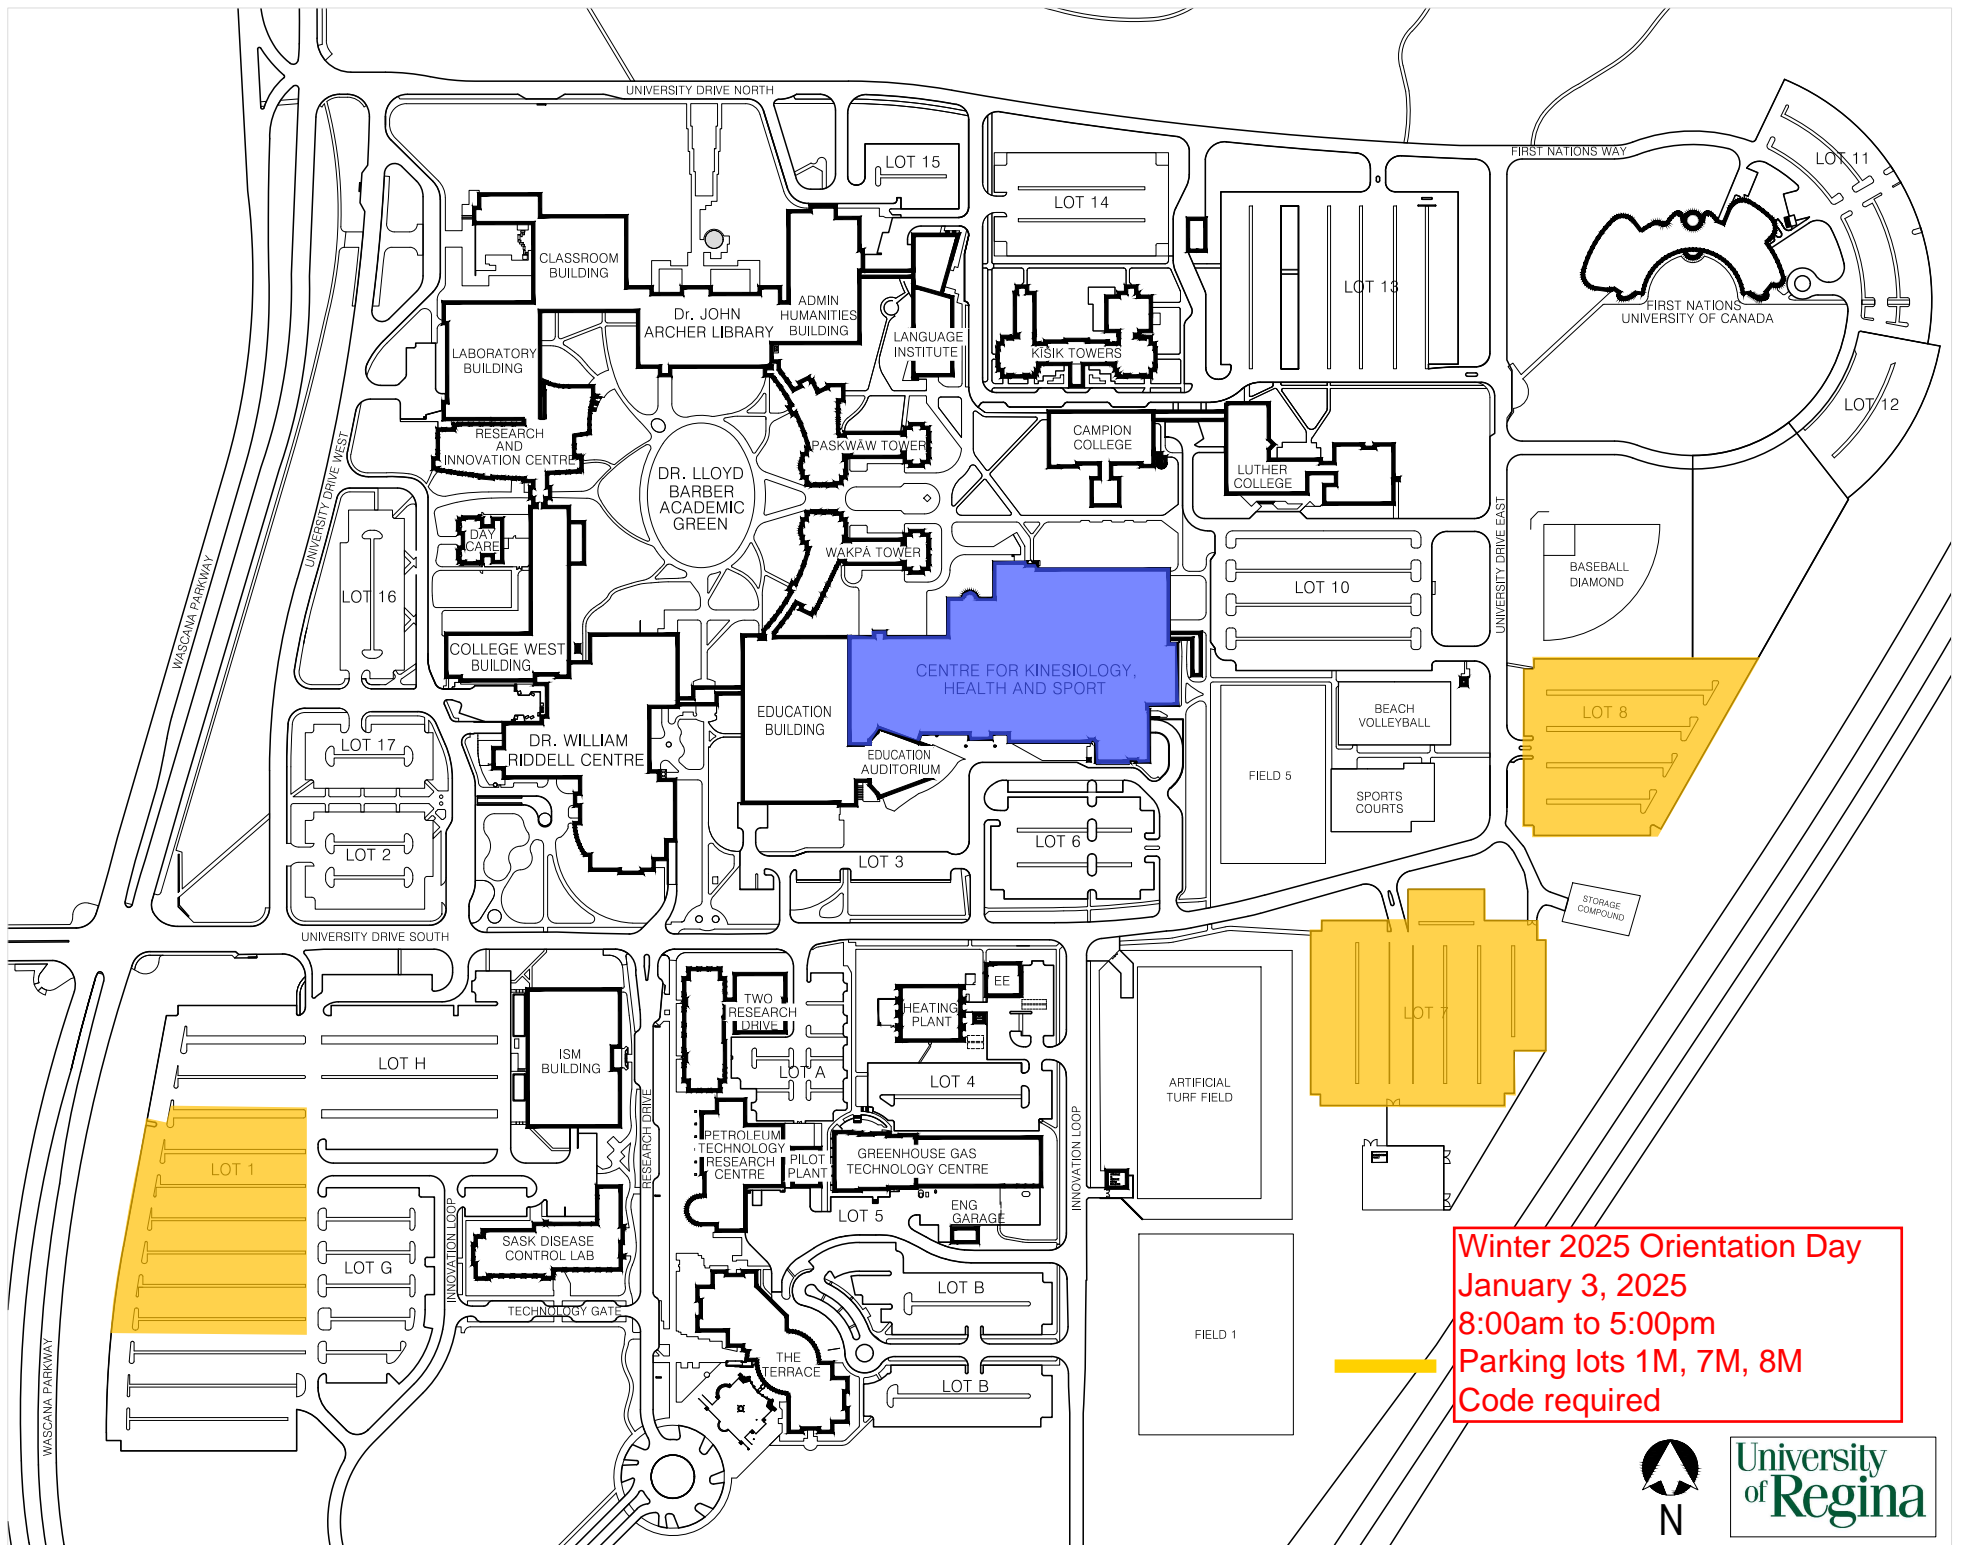 UNIVERSITY DRIVE NORTH
FIRST NATIONS WAY
LOT 11
LOT 15
LOT 14
CLASSROOM
BUILDING
LOT 13
ADMIN
HUMANITIES
BUILDING
Dr. JOHN
ARCHER LIBRARY
FIRST NATIONS
UNIVERSITY OF CANADA
LANGUAGE
INSTITUTE
KĪSIK TOWERS
LABORATORY
BUILDING
LOT 12
RESEARCH
AND
INNOVATION CENTRE
PASKWĀW TOWER
CAMPION
COLLEGE
LUTHER
COLLEGE
DR. LLOYD
BARBER
ACADEMIC
GREEN
UNIVERSITY DRIVE WEST
UNIVERSITY DRIVE EAST
DAY
CARE
WAKPĀ TOWER
BASEBALL
DIAMOND
LOT 10
LOT 16
WASCANA PARKWAY
COLLEGE WEST
BUILDING
CENTRE FOR KINESIOLOGY,
HEALTH AND SPORT
EDUCATION
BUILDING
BEACH
VOLLEYBALL
LOT 8
LOT 17
DR. WILLIAM
RIDDELL CENTRE
EDUCATION
AUDITORIUM
FIELD 5
SPORTS
COURTS
LOT 2
LOT 3
LOT 6
STORAGE
COMPOUND
UNIVERSITY DRIVE SOUTH
TWO
RESEARCH
DRIVE
EE
HEATING
PLANT
LOT 7
LOT H
ISM
BUILDING
LOT A
LOT 4
ARTIFICIAL
TURF FIELD
RESEARCH DRIVE
INNOVATION LOOP
PETROLEUM
TECHNOLOGY
RESEARCH
CENTRE
PILOT
PLANT
GREENHOUSE GAS
TECHNOLOGY CENTRE
LOT 1
LOT 5
ENG
GARAGE
INNOVATION LOOP
SASK DISEASE
CONTROL LAB
LOT G
LOT B
TECHNOLOGY GATE
FIELD 1
THE
TERRACE
LOT B
WASCANA PARKWAY
Winter 2025 Orientation Day
January 3, 2025
8:00am to 5:00pm
Parking lots 1M, 7M, 8M
Code required
N
University
of Regina